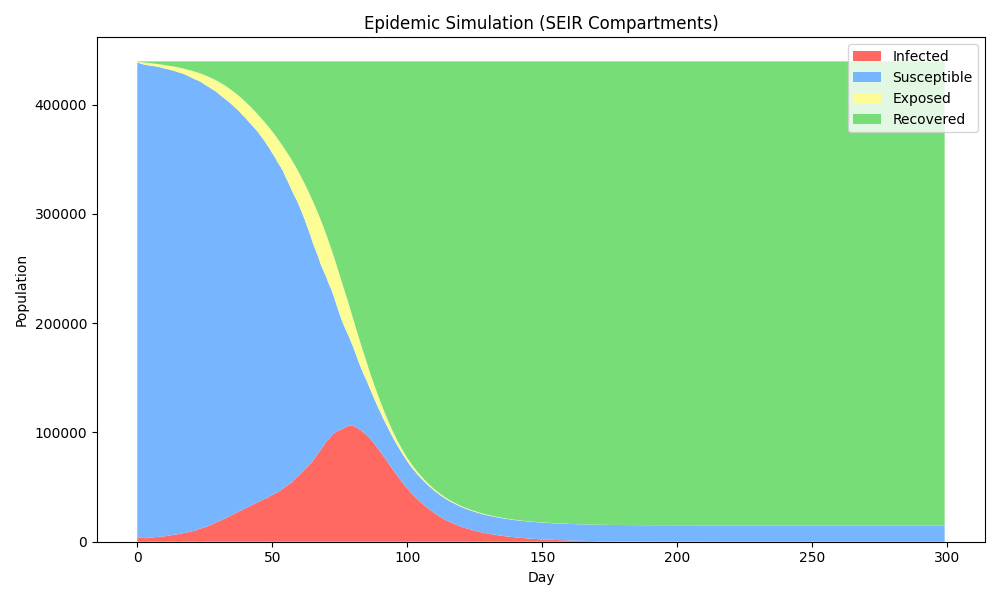 Epidemic Simulation (SEIR Compartments)
Infected
Susceptible
Exposed
Recovered
Population
400000
300000
200000
100000
0
0 50 100 150 200 250 300
Day